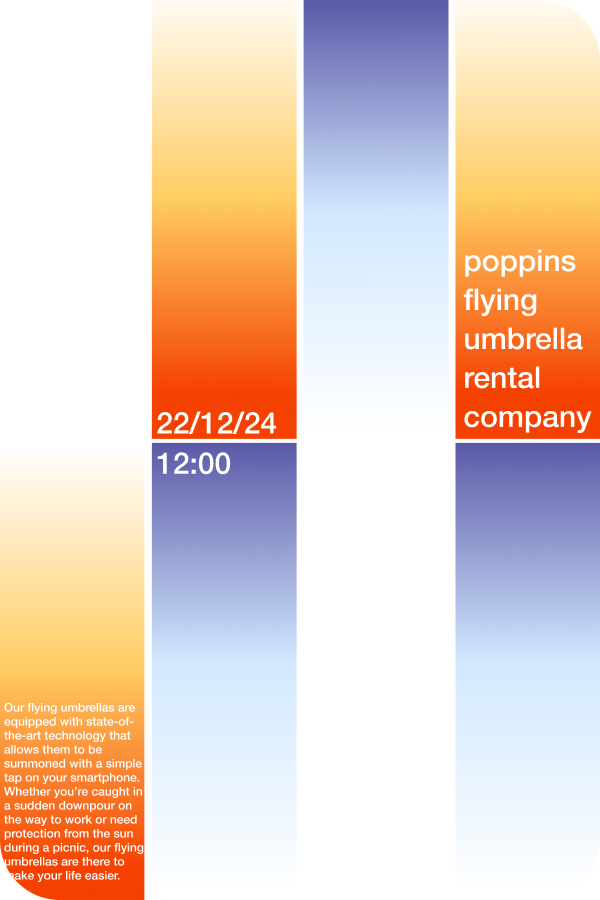 poppins
flying
umbrella
rental
company
22/12/24
12:00
Our flying umbrellas are
equipped with state-of-
the-art technology that
allows them to be
summoned with a simple
tap on your smartphone.
Whether you're caught in
a sudden downpour on
the way to work or need
protection from the sun
during a picnic, our flying
umbrellas are there to
make your life easier.